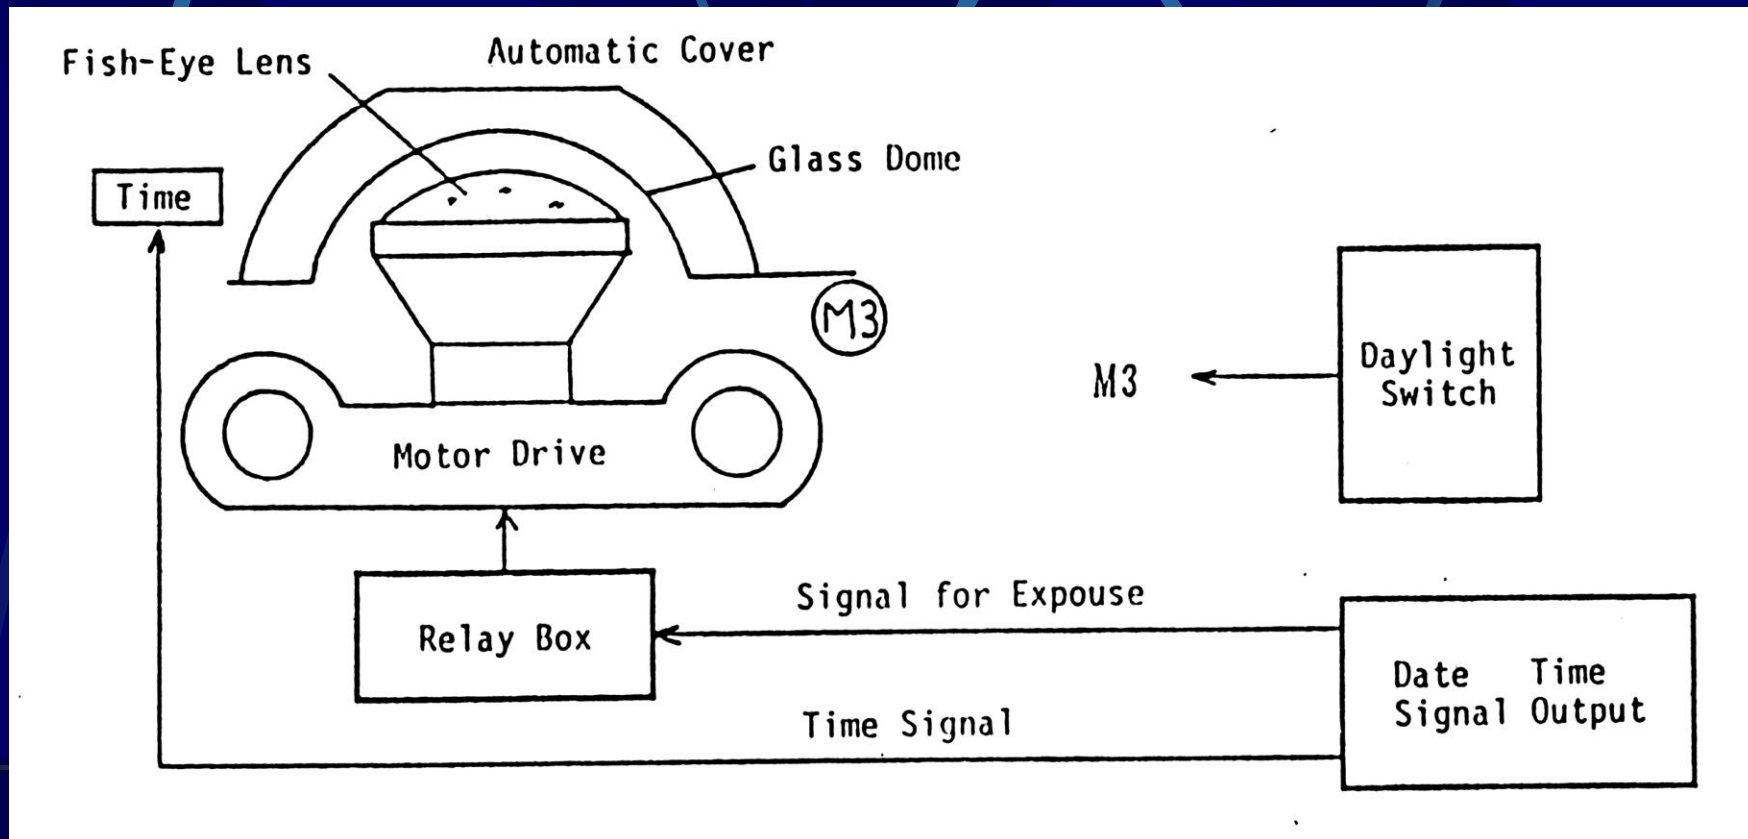 Fish-Eye Lens
Automatic Cover
Glass Dome
Time
M3
M3
Daylight
Switch
Motor Drive
Signal for Expouse
Relay Box
Date Time
Signal Output
Time Signal